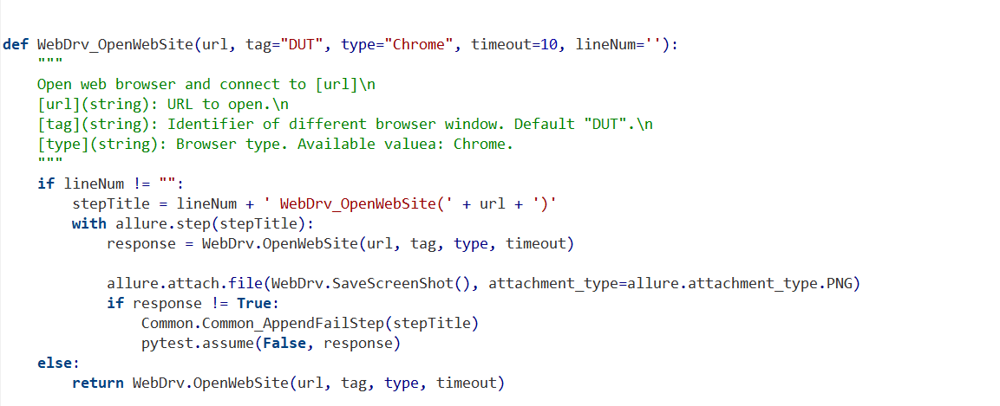 def WebDrv_OpenWebSite(url, tag="DUT", type="Chrome", timeout=10, lineNum=''):
    """
    Open web browser and connect to [url]\n
    [url](string): URL to open.\n
    [tag](string): Identifier of different browser window. Default "DUT".\n
    [type](string): Browser type. Available valuea: Chrome.
    """
    if lineNum != "":
        stepTitle = lineNum + ' WebDrv_OpenWebSite(' + url + ')'
        with allure.step(stepTitle):
            response = WebDrv.OpenWebSite(url, tag, type, timeout)

            allure.attach.file(WebDrv.SaveScreenShot(), attachment_type=allure.attachment_type.PNG)
            if response != True:
                Common.Common_AppendFailStep(stepTitle)
                pytest.assume(False, response)
    else:
        return WebDrv.OpenWebSite(url, tag, type, timeout)